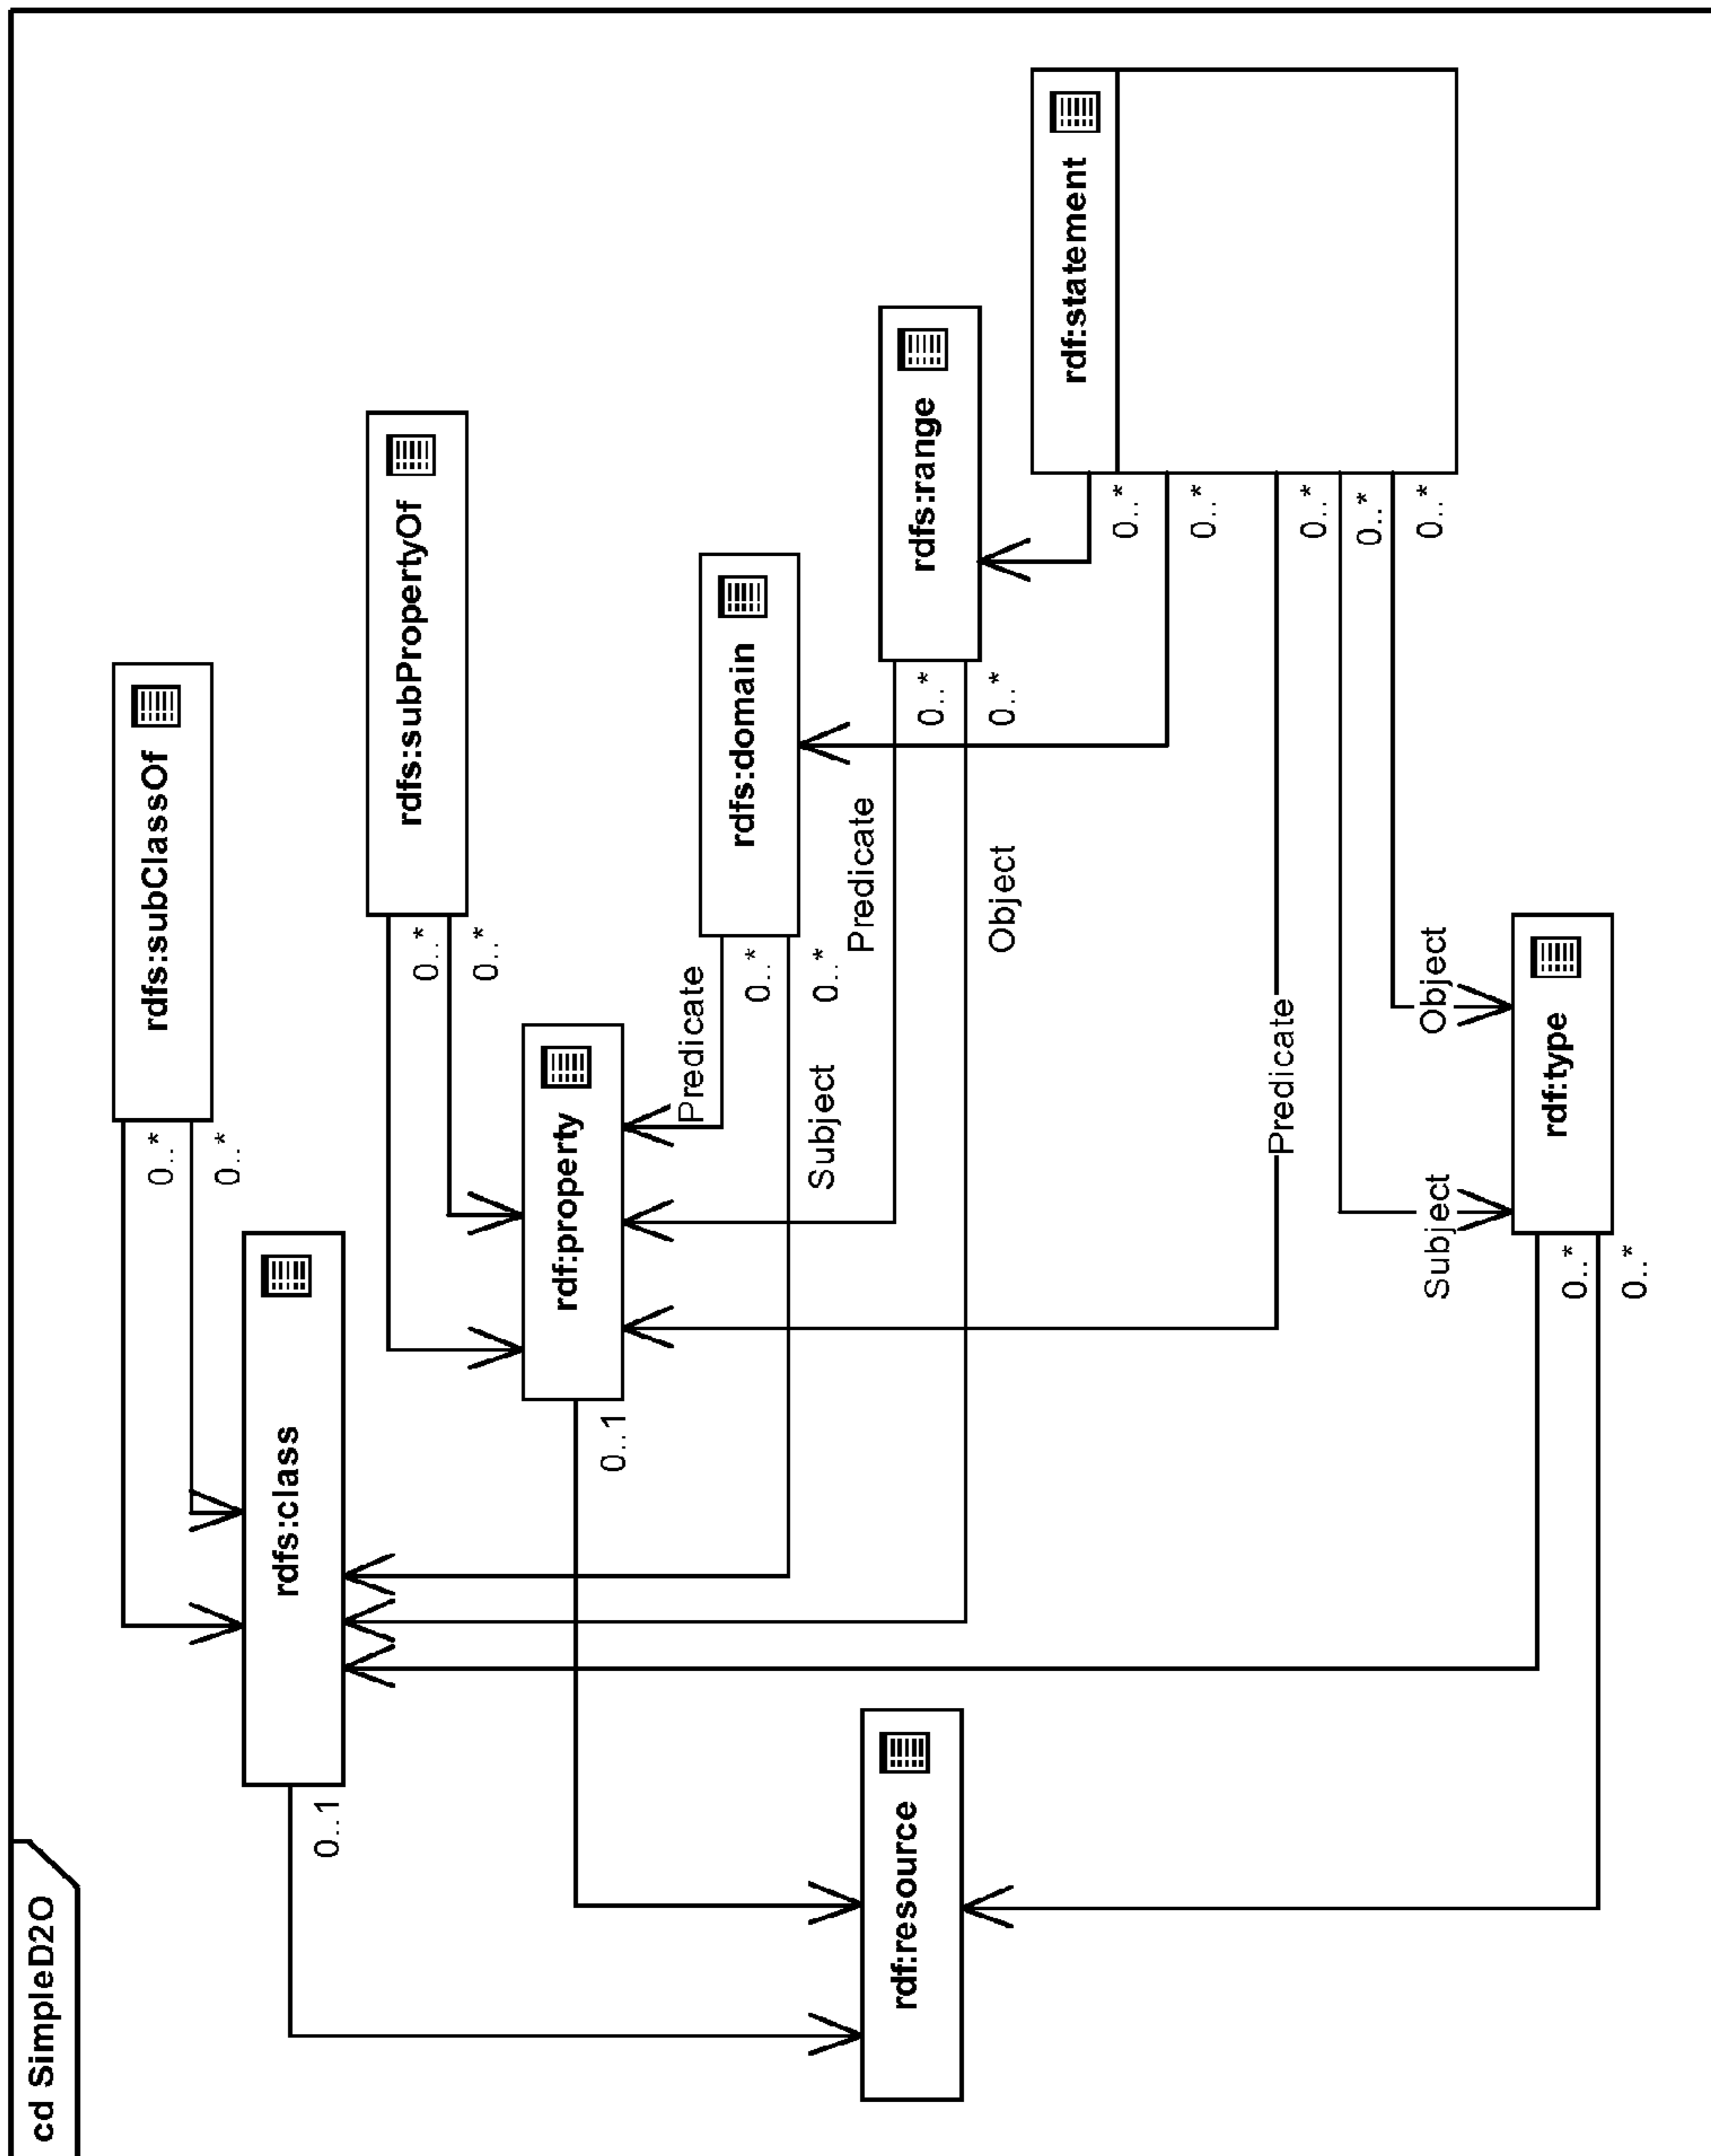 cd SimpleD2O
rdfs:subClassOf
0..*
0..*
rdfs:class
0..1
rdfs:subPropertyOf
0..*
0..*
rdf:property
0..1
Predicate
rdfs:domain
0..*
Subject
0..*
Predicate
rdf:resource
rdfs:range
0..*
Object
0..*
rdf:statement
0..*
0..*
Predicate
0..*
0..*
Subject
Object
0..*
rdf:type
0..*
0..*